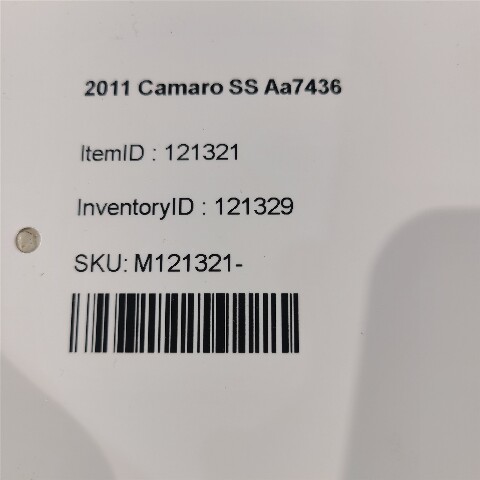 2011 Camaro SS Aa7436
ItemID : 121321
InventoryID : 121329
SKU: M121321-